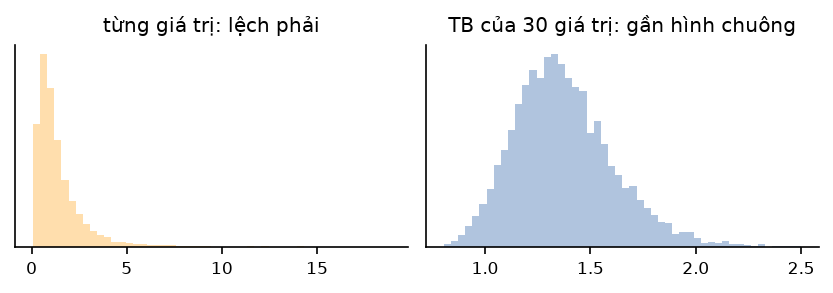 từng giá trị: lệch phải
TB của 30 giá trị: gần hình chuông
0 5 10 15
1.0 1.5 2.0 2.5